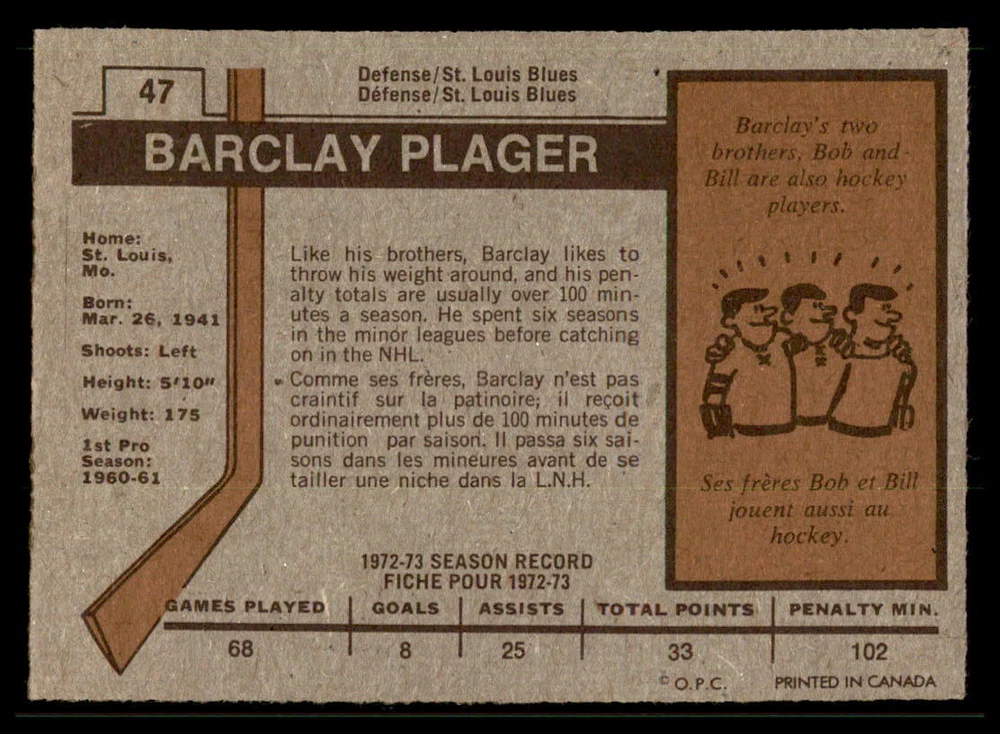 47
Defense/St. Louis Blues
Défense/St. Louis Blues
BARCLAY PLAGER
Home:
St. Louis,
Mo.
Born:
Mar. 26, 1941
Shoots: Left
Height: 5'10"
Weight: 175
1st Pro
Season:
1960-61
Like his brothers, Barclay likes to
throw his weight around, and his pen-
alty totals are usually over 100 min-
utes a season. He spent six seasons
in the minor leagues before catching
on in the NHL.
Comme ses frères, Barclay n'est pas
craintif sur la patinoire; il reçoit
ordinairement plus de 100 minutes de
punition par saison. Il passa six sai-
sons dans les mineures avant de se
tailler une niche dans la L.N.H.
Barclay's two
brothers, Bob and
Bill are also hockey
players.
Ses frères Bob et Bill
jouent aussi au
hockey.
1972-73 SEASON RECORD
FICHE POUR 1972-73
GAMES PLAYED GOALS ASSISTS TOTAL POINTS PENALTY MIN.
68 8 25 33 102
© O.P.C. PRINTED IN CANADA